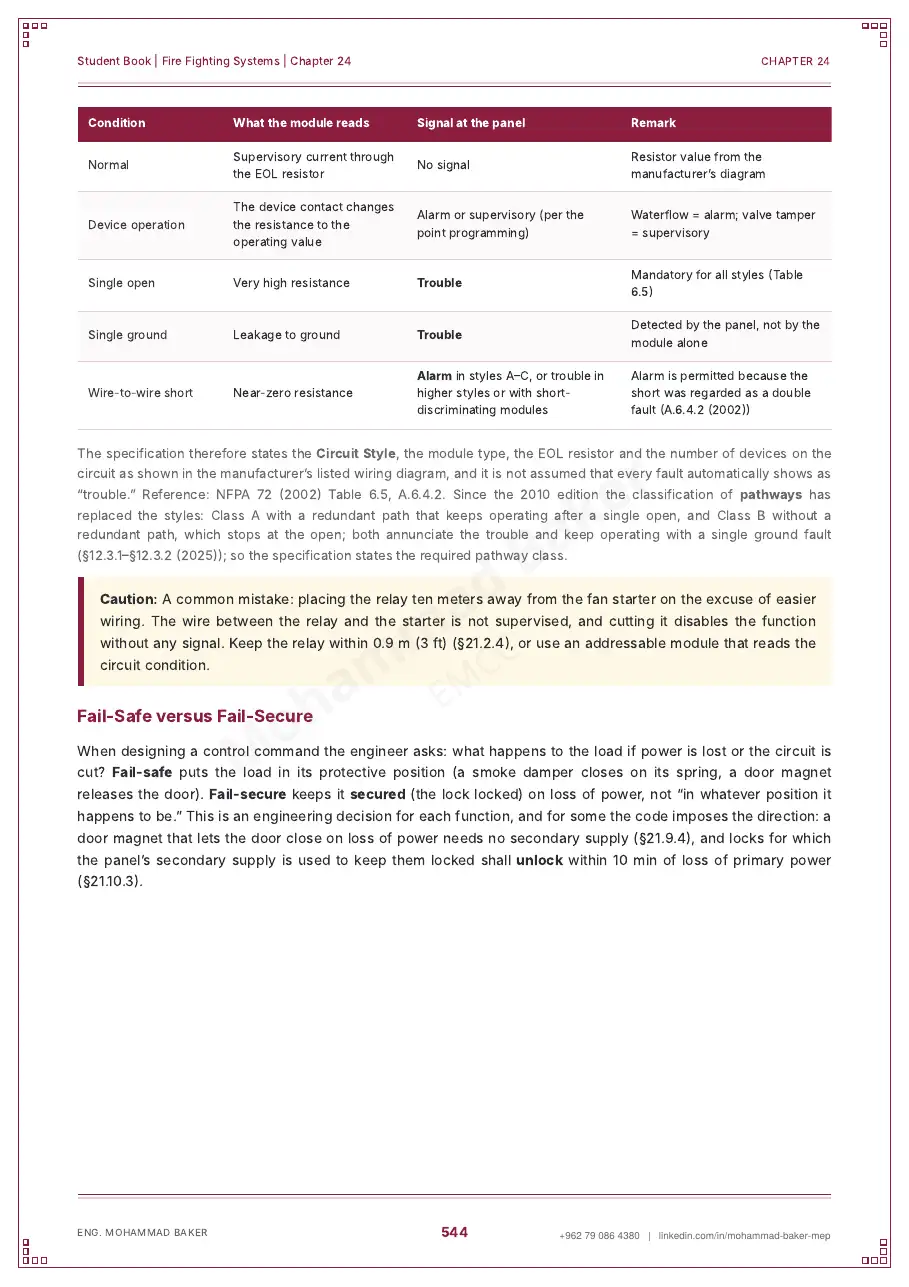 Student Book | Fire Fighting Systems | Chapter 24
CHAPTER 24
Condition What the module reads Signal at the panel Remark
Normal
Supervisory current through
the EOL resistor
No signal
Resistor value from the
manufacturer's diagram
Device operation
The device contact changes
the resistance to the
operating value
Alarm or supervisory (per the
point programming)
Waterflow = alarm; valve tamper
= supervisory
Single open
Very high resistance
Trouble
Mandatory for all styles (Table
6.5)
Single ground
Leakage to ground
Trouble
Detected by the panel, not by the
module alone
Wire-to-wire short
Near-zero resistance
Alarm in styles A–C, or trouble in
higher styles or with short-
discriminating modules
Alarm is permitted because the
short was regarded as a double
fault (A.6.4.2 (2002))
The specification therefore states the Circuit Style, the module type, the EOL resistor and the number of devices on the
circuit as shown in the manufacturer's listed wiring diagram, and it is not assumed that every fault automatically shows as
“trouble.” Reference: NFPA 72 (2002) Table 6.5, A.6.4.2. Since the 2010 edition the classification of pathways has
replaced the styles: Class A with a redundant path that keeps operating after a single open, and Class B without a
redundant path, which stops at the open; both annunciate the trouble and keep operating with a single ground fault
(§12.3.1–§12.3.2 (2025)); so the specification states the required pathway class.
Caution: A common mistake: placing the relay ten meters away from the fan starter on the excuse of easier
wiring. The wire between the relay and the starter is not supervised, and cutting it disables the function
without any signal. Keep the relay within 0.9 m (3 ft) (§21.2.4), or use an addressable module that reads the
circuit condition.
Fail-Safe versus Fail-Secure
When designing a control command the engineer asks: what happens to the load if power is lost or the circuit is
cut? Fail-safe puts the load in its protective position (a smoke damper closes on its spring, a door magnet
releases the door). Fail-secure keeps it secured (the lock locked) on loss of power, not “in whatever position it
happens to be.” This is an engineering decision for each function, and for some the code imposes the direction: a
door magnet that lets the door close on loss of power needs no secondary supply (§21.9.4), and locks for which
the panel's secondary supply is used to keep them locked shall unlock within 10 min of loss of primary power
(§21.10.3).
ENG. MOHAMMAD BAKER
544
+962 79 086 4380 | linkedin.com/in/mohammad-baker-mep